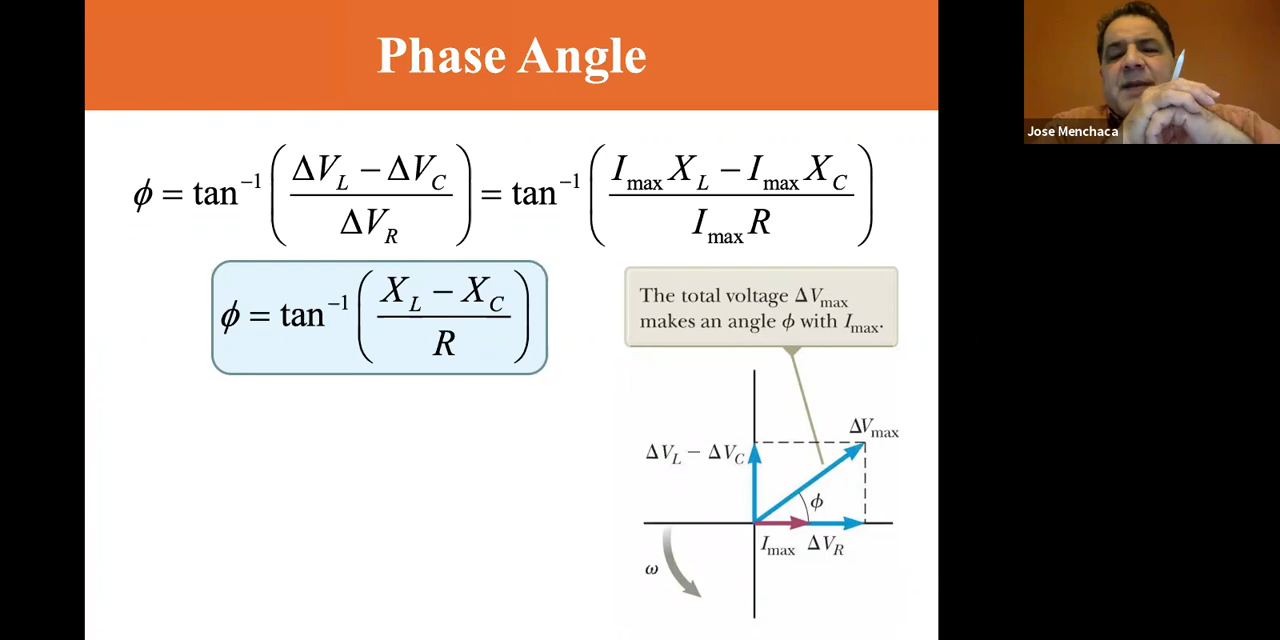 Phase Angle
Jose Menchaca
ϕ = tan⁻¹((ΔV_L − ΔV_C)/ΔV_R) = tan⁻¹((I_max X_L − I_max X_C)/(I_max R))
ϕ = tan⁻¹((X_L − X_C)/R)
The total voltage ΔV_max
makes an angle ϕ with I_max.
ΔV_max
ΔV_L − ΔV_C
ϕ
I_max ΔV_R
ω